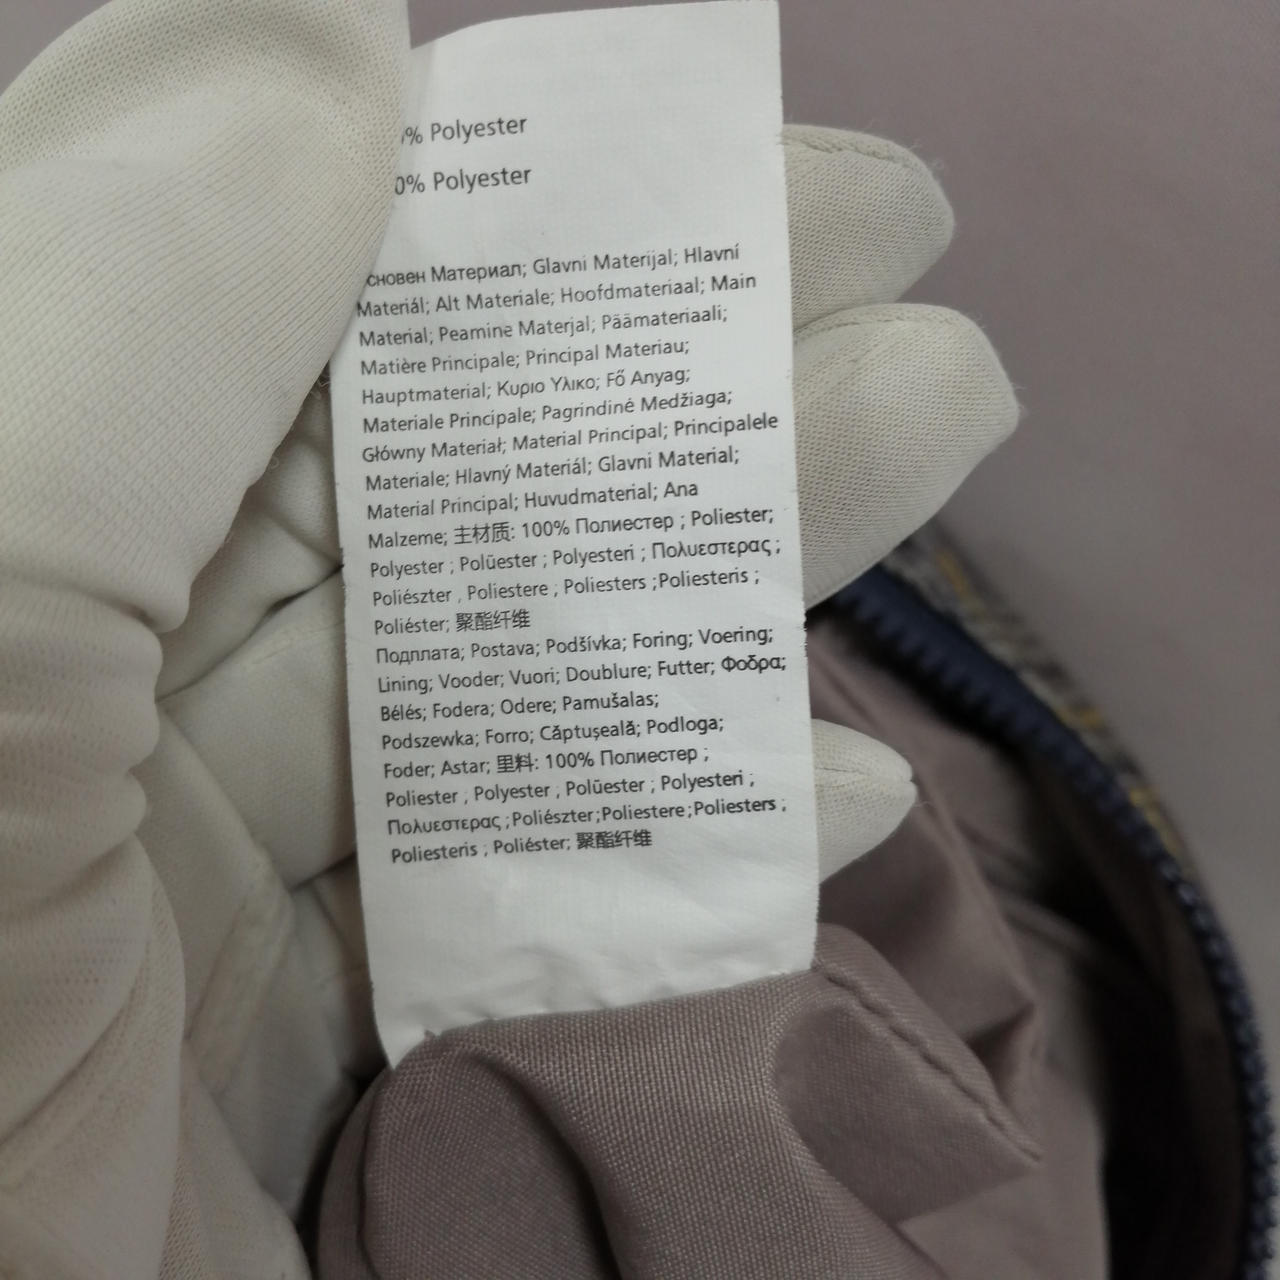 % Polyester
0% Polyester
сновен Материал; Glavni Materijal; Hlavní
Materiál; Alt Materiale; Hoofdmateriaal; Main
Material; Peamine Materjal; Päämateriaali;
Matière Principale; Principal Materiau;
Hauptmaterial; Κυριο Υλικο; Fő Anyag;
Materiale Principale; Pagrindinė Medžiaga;
Główny Materiał; Material Principal; Principalele
Materiale; Hlavný Materiál; Glavni Material;
Material Principal; Huvudmaterial; Ana
Malzeme; 主材质: 100% Полиестер ; Poliester;
Polyester ; Polüester ; Polyesteri ; Πολυεστερας ;
Poliészter , Poliestere ; Poliesters ;Poliesteris ;
Poliéster; 聚酯纤维
Подплата; Postava; Podšívka; Foring; Voering;
Lining; Vooder; Vuori; Doublure; Futter; Φοδρα;
Bélés; Fodera; Odere; Pamušalas;
Podszewka; Forro; Căptușeală; Podloga;
Foder; Astar; 里料: 100% Полиестер ;
Poliester , Polyester , Polüester ; Polyesteri ;
Πολυεστερας ;Poliészter;Poliestere;Poliesters ;
Poliesteris ; Poliéster; 聚酯纤维